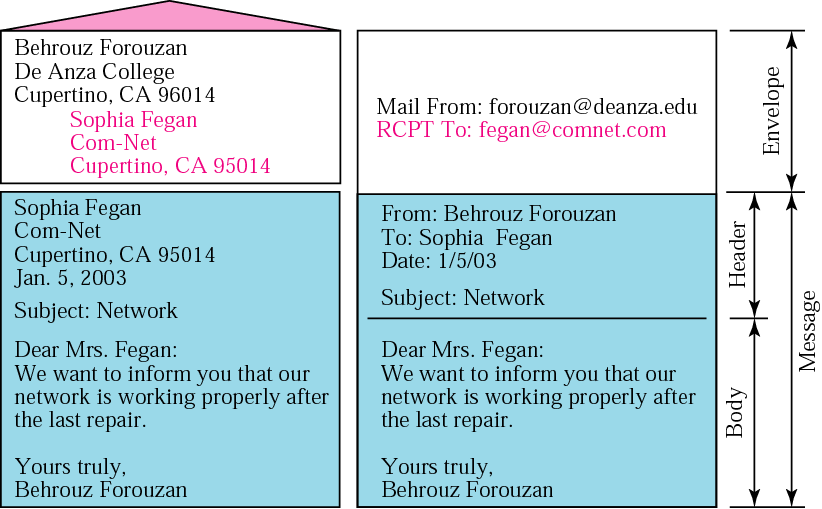 Behrouz Forouzan
De Anza College
Cupertino, CA 96014
Sophia Fegan
Com-Net
Cupertino, CA 95014
Sophia Fegan
Com-Net
Cupertino, CA 95014
Jan. 5, 2003
Subject: Network
Dear Mrs. Fegan:
We want to inform you that our
network is working properly after
the last repair.
Yours truly,
Behrouz Forouzan
Mail From: forouzan@deanza.edu
RCPT To: fegan@comnet.com
From: Behrouz Forouzan
To: Sophia Fegan
Date: 1/5/03
Subject: Network
Dear Mrs. Fegan:
We want to inform you that our
network is working properly after
the last repair.
Yours truly,
Behrouz Forouzan
Envelope
Header
Body
Message